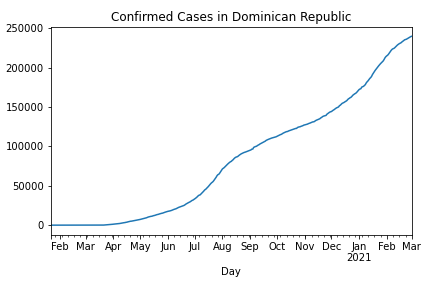 Confirmed Cases in Dominican Republic
250000
200000
150000
100000
50000
0
Feb Mar Apr May Jun Jul Aug Sep Oct Nov Dec Jan Feb Mar
2021
Day